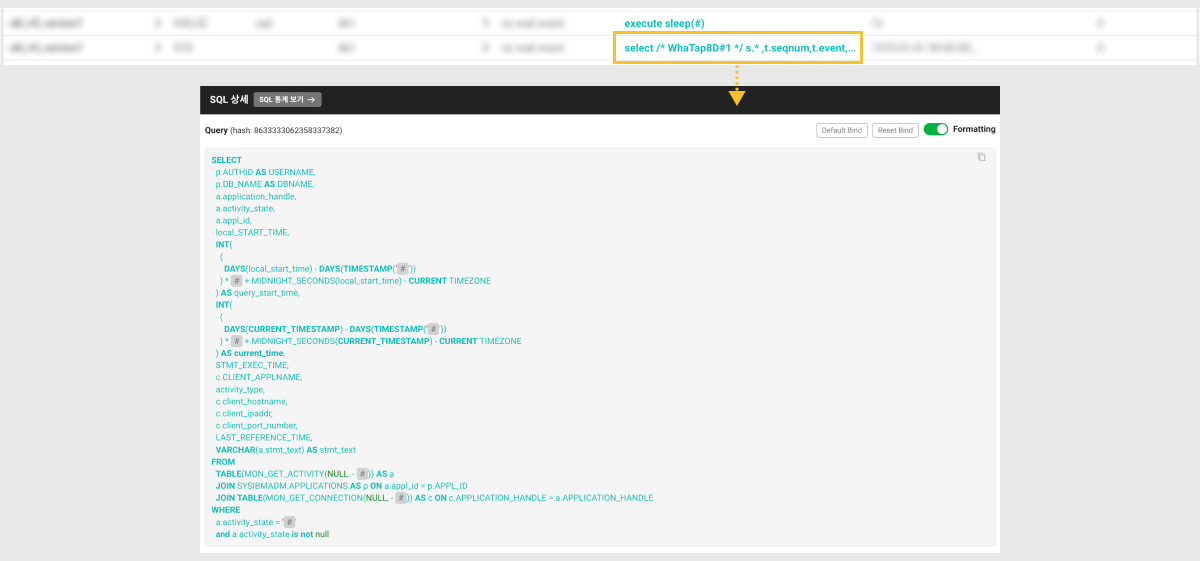 execute sleep(#)
select /* WhaTap8D#1 */ s.* ,t.seqnum,t.event,...
SQL 상세 SQL 통계 보기 →
Query (hash: 8633333062358337382) Default Bind Reset Bind Formatting
SELECT
p.AUTHID AS USERNAME,
p.DB_NAME AS DBNAME,
a.application_handle,
a.activity_state,
a.appl_id,
local_START_TIME,
INT(
(
DAYS(local_start_time) - DAYS(TIMESTAMP('#'))
) * # + MIDNIGHT_SECONDS(local_start_time) - CURRENT TIMEZONE
) AS query_start_time,
INT(
(
DAYS(CURRENT_TIMESTAMP) - DAYS(TIMESTAMP('#'))
) * # + MIDNIGHT_SECONDS(CURRENT_TIMESTAMP) - CURRENT TIMEZONE
) AS current_time,
STMT_EXEC_TIME,
c.CLIENT_APPLNAME,
activity_type,
c.client_hostname,
c.client_ipaddr,
c.client_port_number,
LAST_REFERENCE_TIME,
VARCHAR(a.stmt_text) AS stmt_text
FROM
TABLE(MON_GET_ACTIVITY(NULL, - #)) AS a
JOIN SYSIBMADM.APPLICATIONS AS p ON a.appl_id = p.APPL_ID
JOIN TABLE(MON_GET_CONNECTION(NULL, - #)) AS c ON c.APPLICATION_HANDLE = a.APPLICATION_HANDLE
WHERE
a.activity_state = '#'
and a.activity_state is not null